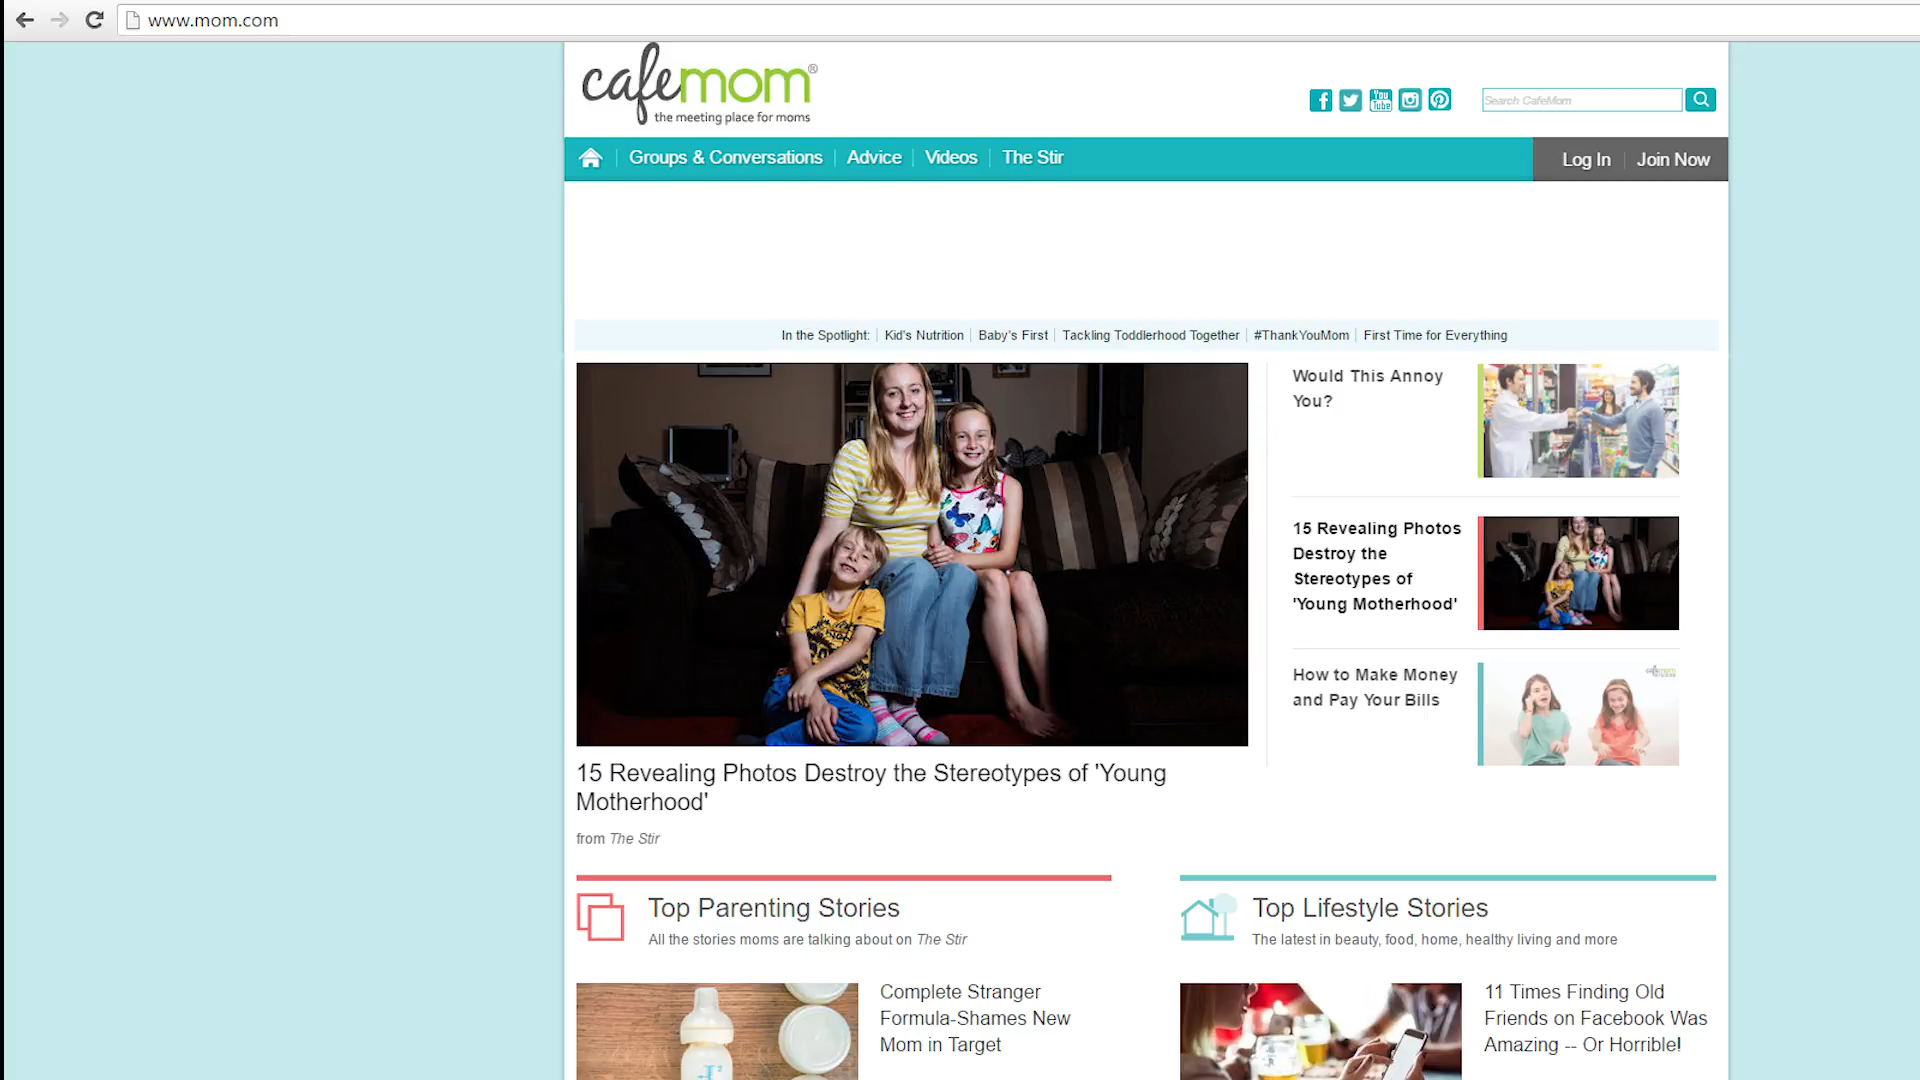 www.mom.com
cafemom®
the meeting place for moms
Search CafeMom
Groups & Conversations
Advice
Videos
The Stir
Log In
Join Now
In the Spotlight:
Kid's Nutrition
Baby's First
Tackling Toddlerhood Together
#ThankYouMom
First Time for Everything
Would This Annoy
You?
15 Revealing Photos
Destroy the
Stereotypes of
'Young Motherhood'
How to Make Money
and Pay Your Bills
15 Revealing Photos Destroy the Stereotypes of 'Young
Motherhood'
from The Stir
Top Parenting Stories
All the stories moms are talking about on The Stir
Complete Stranger
Formula-Shames New
Mom in Target
Top Lifestyle Stories
The latest in beauty, food, home, healthy living and more
11 Times Finding Old
Friends on Facebook Was
Amazing -- Or Horrible!